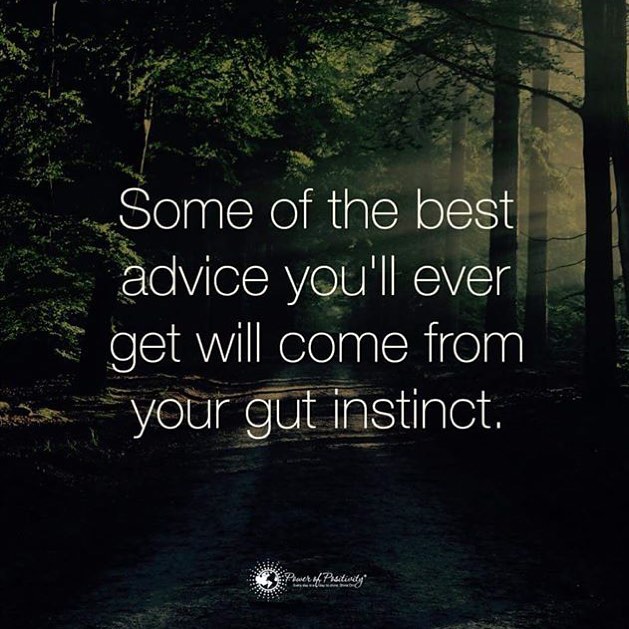 Some of the best
advice you'll ever
get will come from
your gut instinct.
Power of Positivity